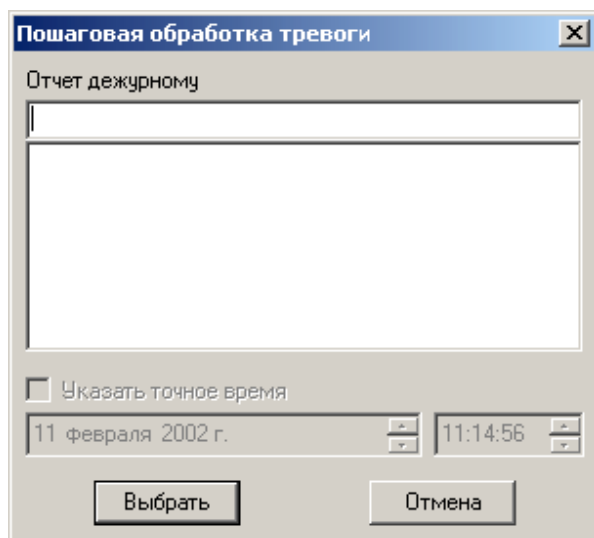 Пошаговая обработка тревоги
Отчет дежурному
Указать точное время
11 февраля 2002 г. 11:14:56
Выбрать Отмена